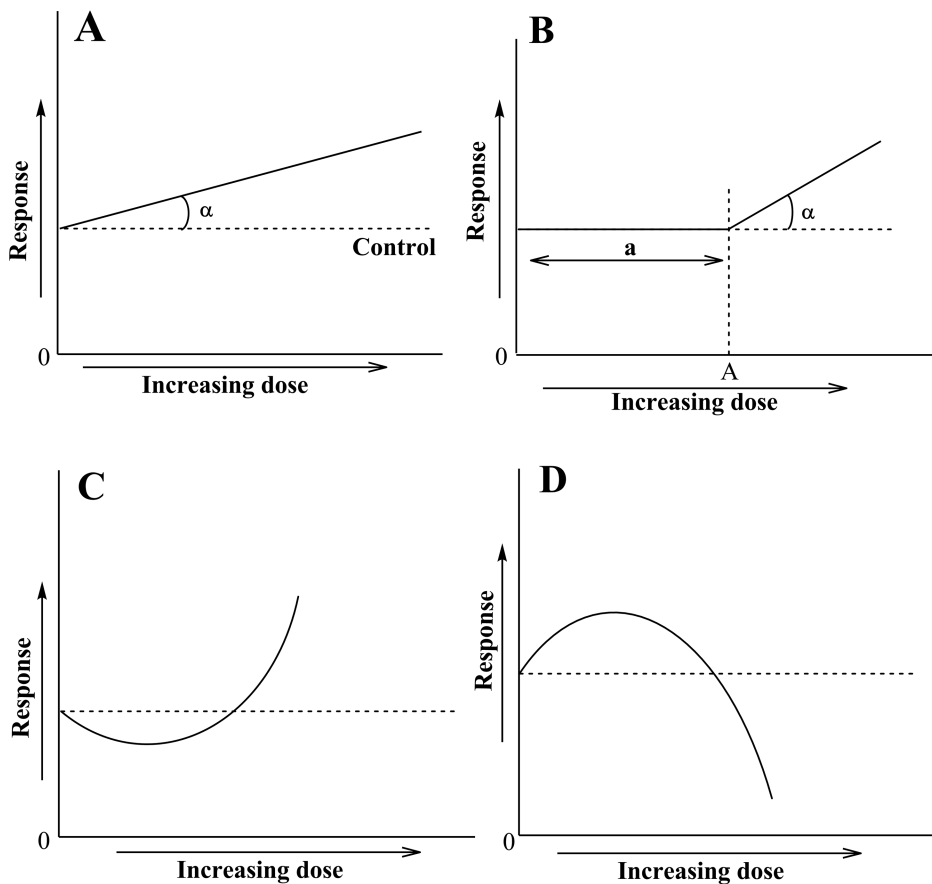 A
Response
α
Control
0
Increasing dose
B
Response
α
a
0
A
Increasing dose
C
Response
0
Increasing dose
D
Response
0
Increasing dose